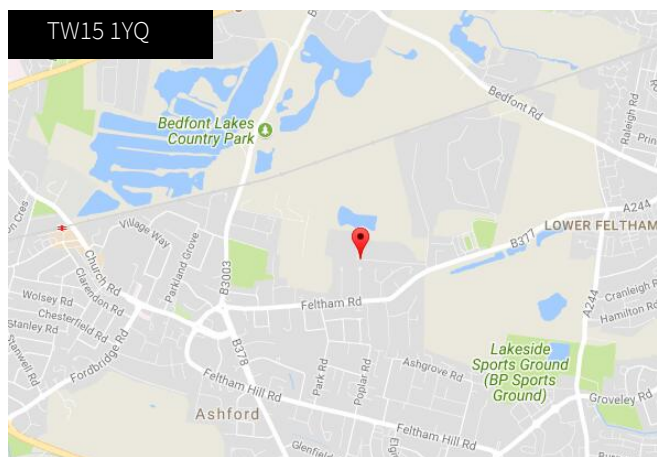 TW15 1YQ
Bedfont Lakes
Country Park
Bedfont Rd
Raleigh Rd
A244
LOWER FELTHAM
B377
Village Way
Parkland Grove
B3003
Church Rd
Clarendon Rd
Wolsey Rd
Chesterfield Rd
Stanley Rd
Stanwell Rd
Fordbridge Rd
Feltham Rd
B378
Park Rd
Poplar Rd
Ashgrove Rd
A244
Cranleigh Rd
Hamilton Rd
Lakeside
Sports Ground
(BP Sports
Ground)
Groveley Rd
Feltham Hill Rd
Ashford
Feltham Hill Rd